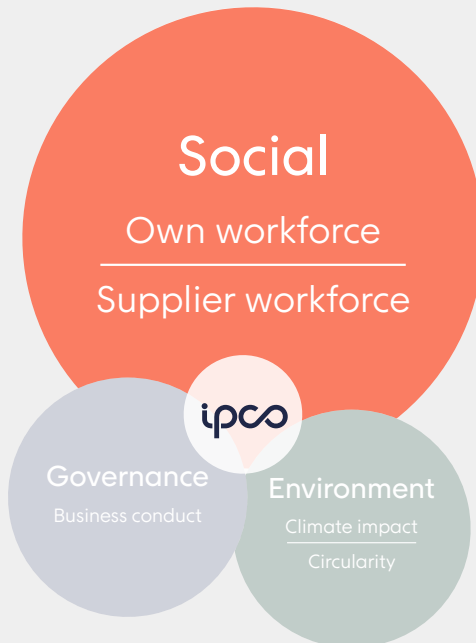 Social
Own workforce
Supplier workforce
ipco
Governance
Business conduct
Environment
Climate impact
Circularity